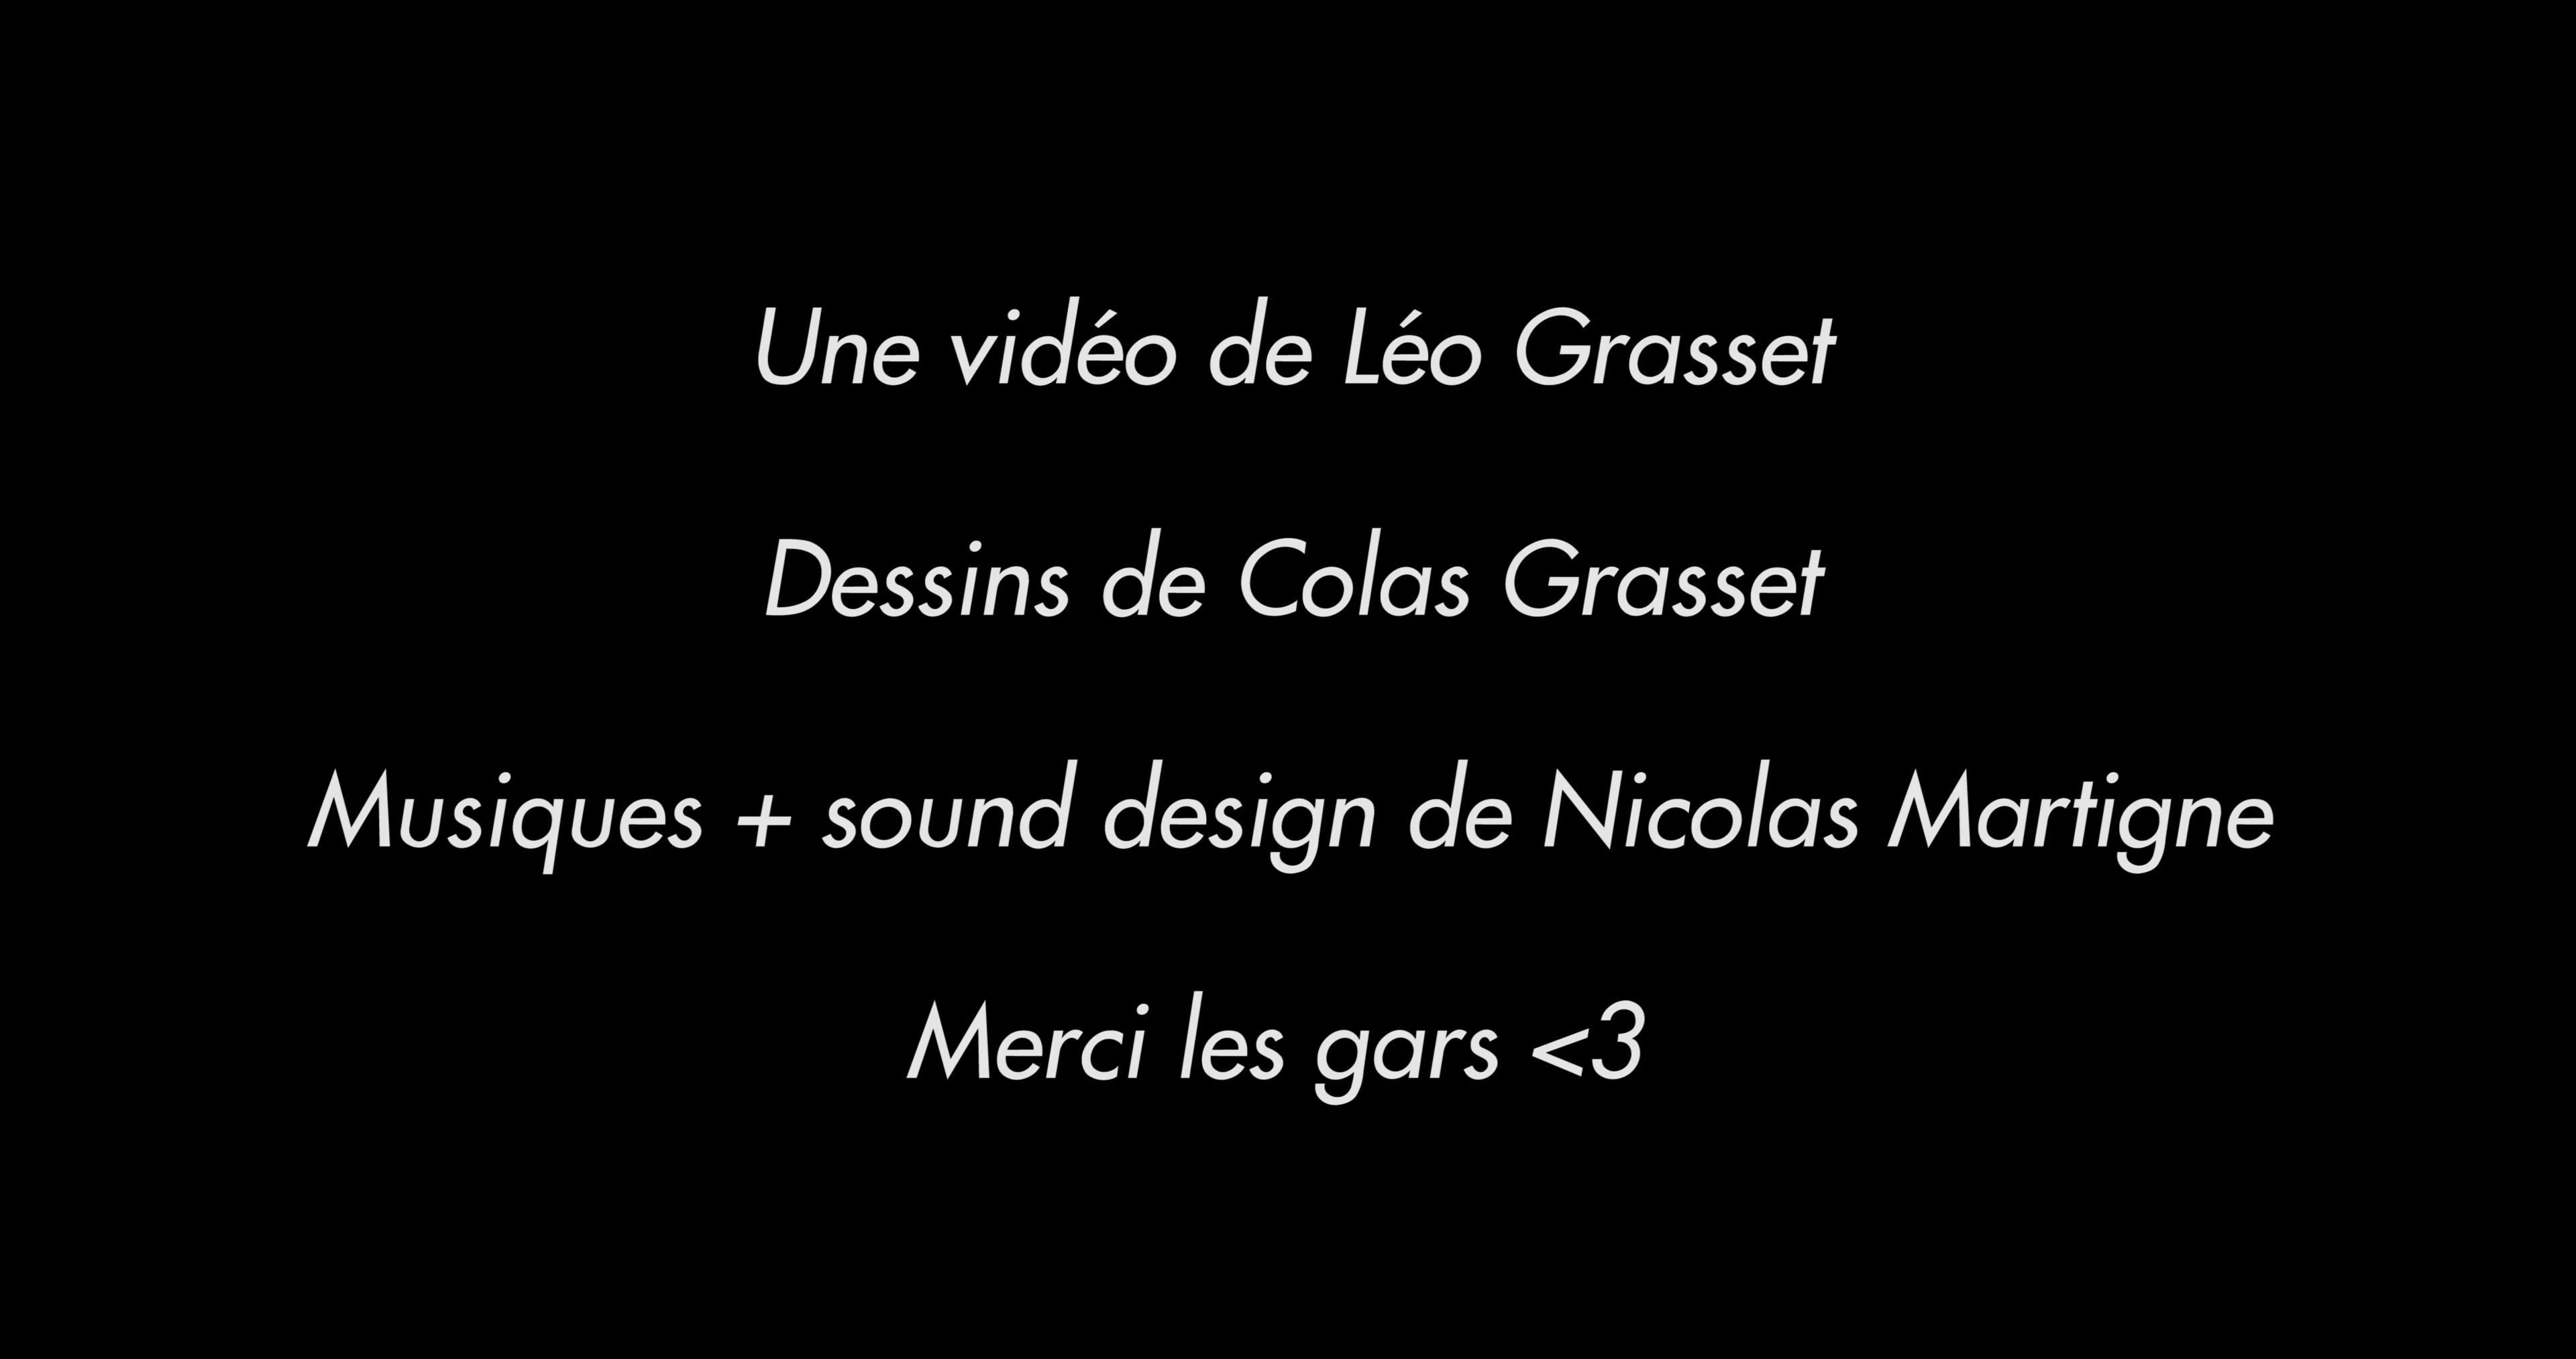 Une vidéo de Léo Grasset
Dessins de Colas Grasset
Musiques + sound design de Nicolas Martigne
Merci les gars <3